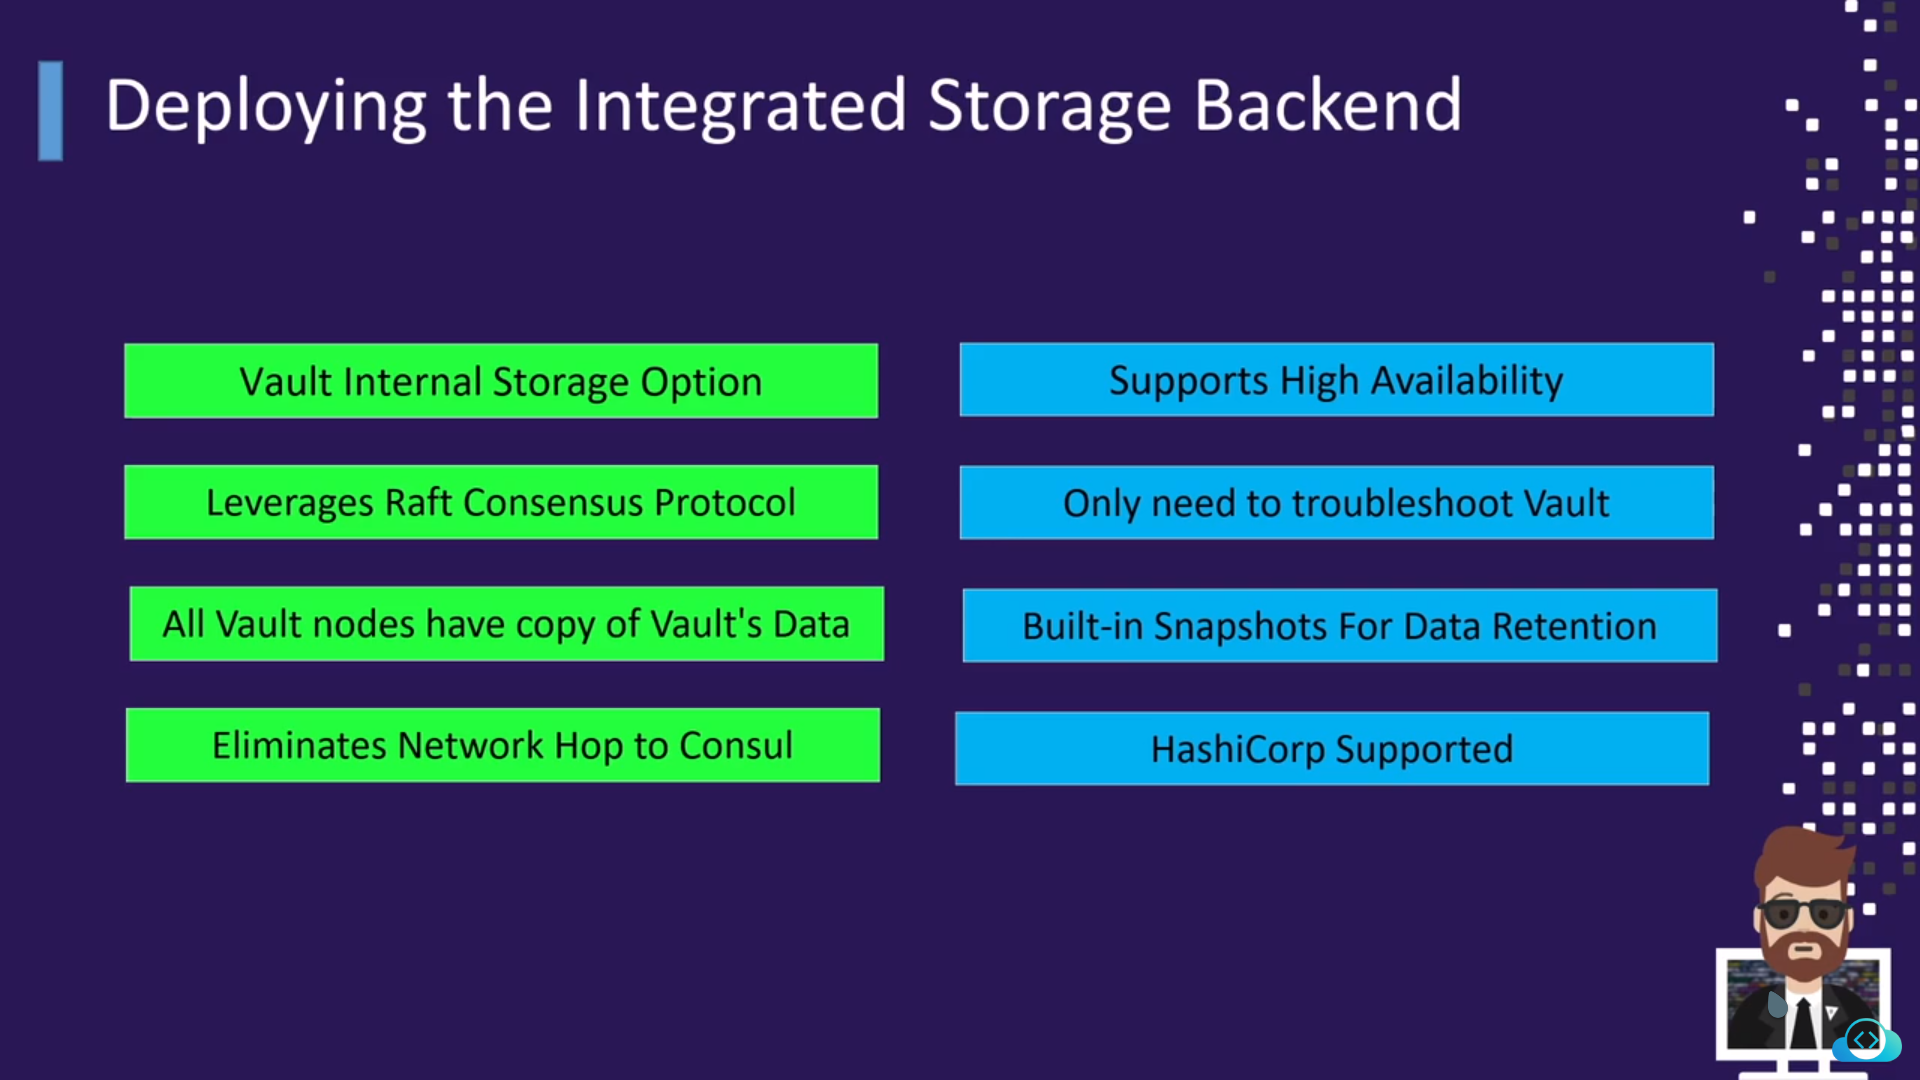 Deploying the Integrated Storage Backend
Vault Internal Storage Option
Leverages Raft Consensus Protocol
All Vault nodes have copy of Vault's Data
Eliminates Network Hop to Consul
Supports High Availability
Only need to troubleshoot Vault
Built-in Snapshots For Data Retention
HashiCorp Supported